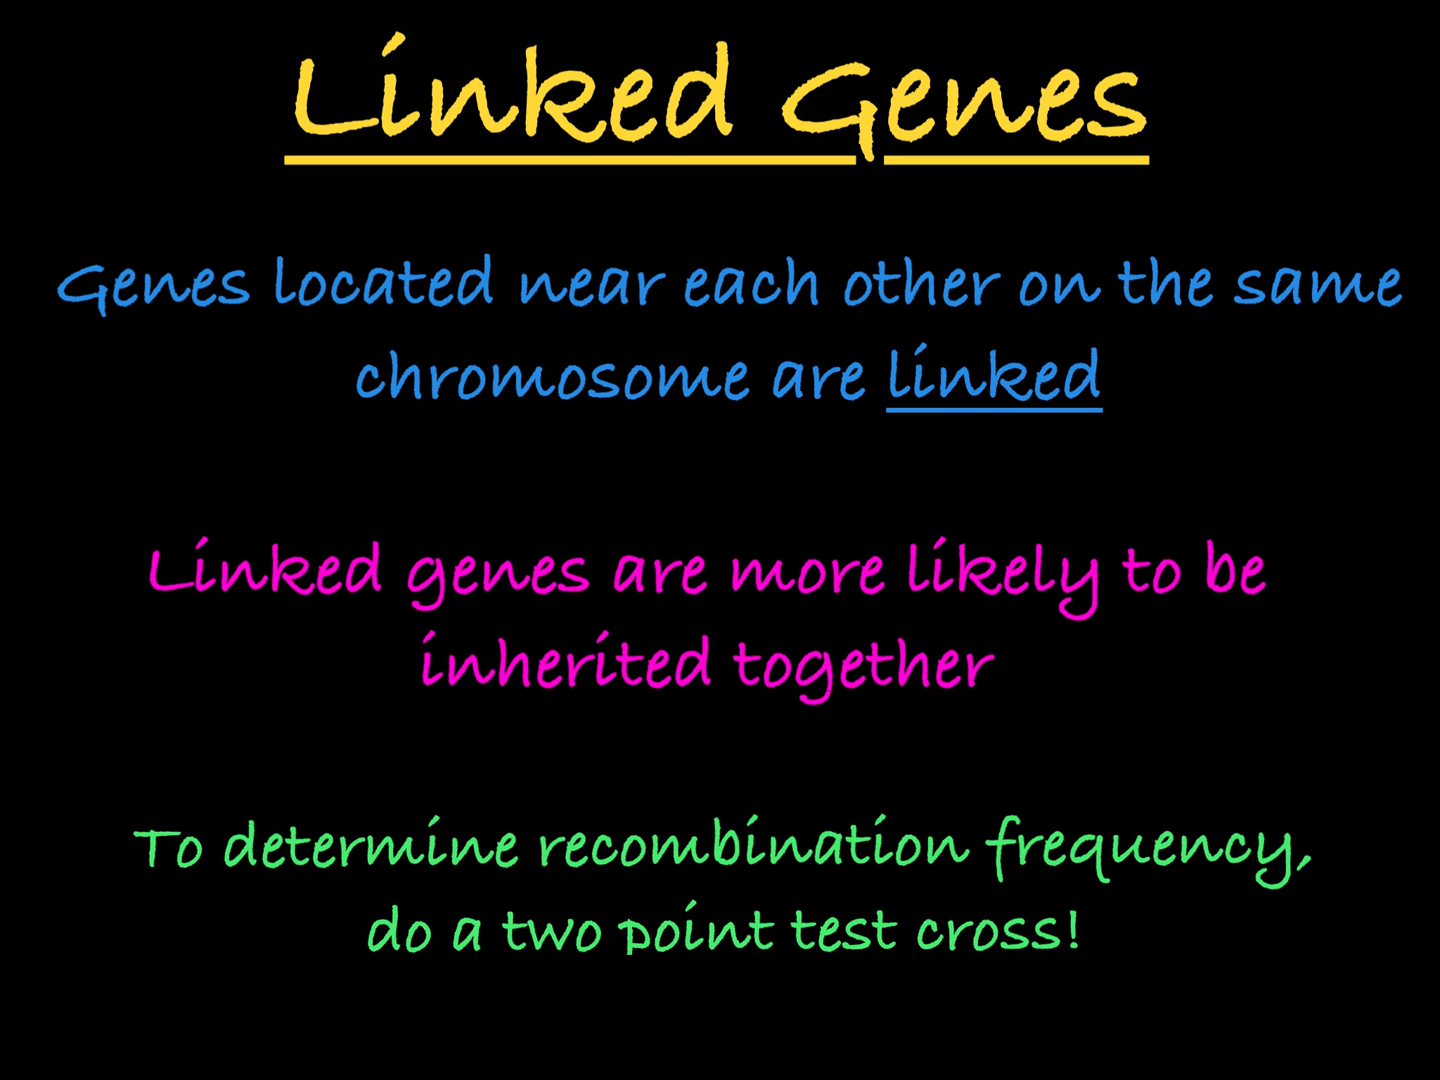 Linked Genes
Genes located near each other on the same
chromosome are linked
Linked genes are more likely to be
inherited together
To determine recombination frequency,
do a two point test cross!